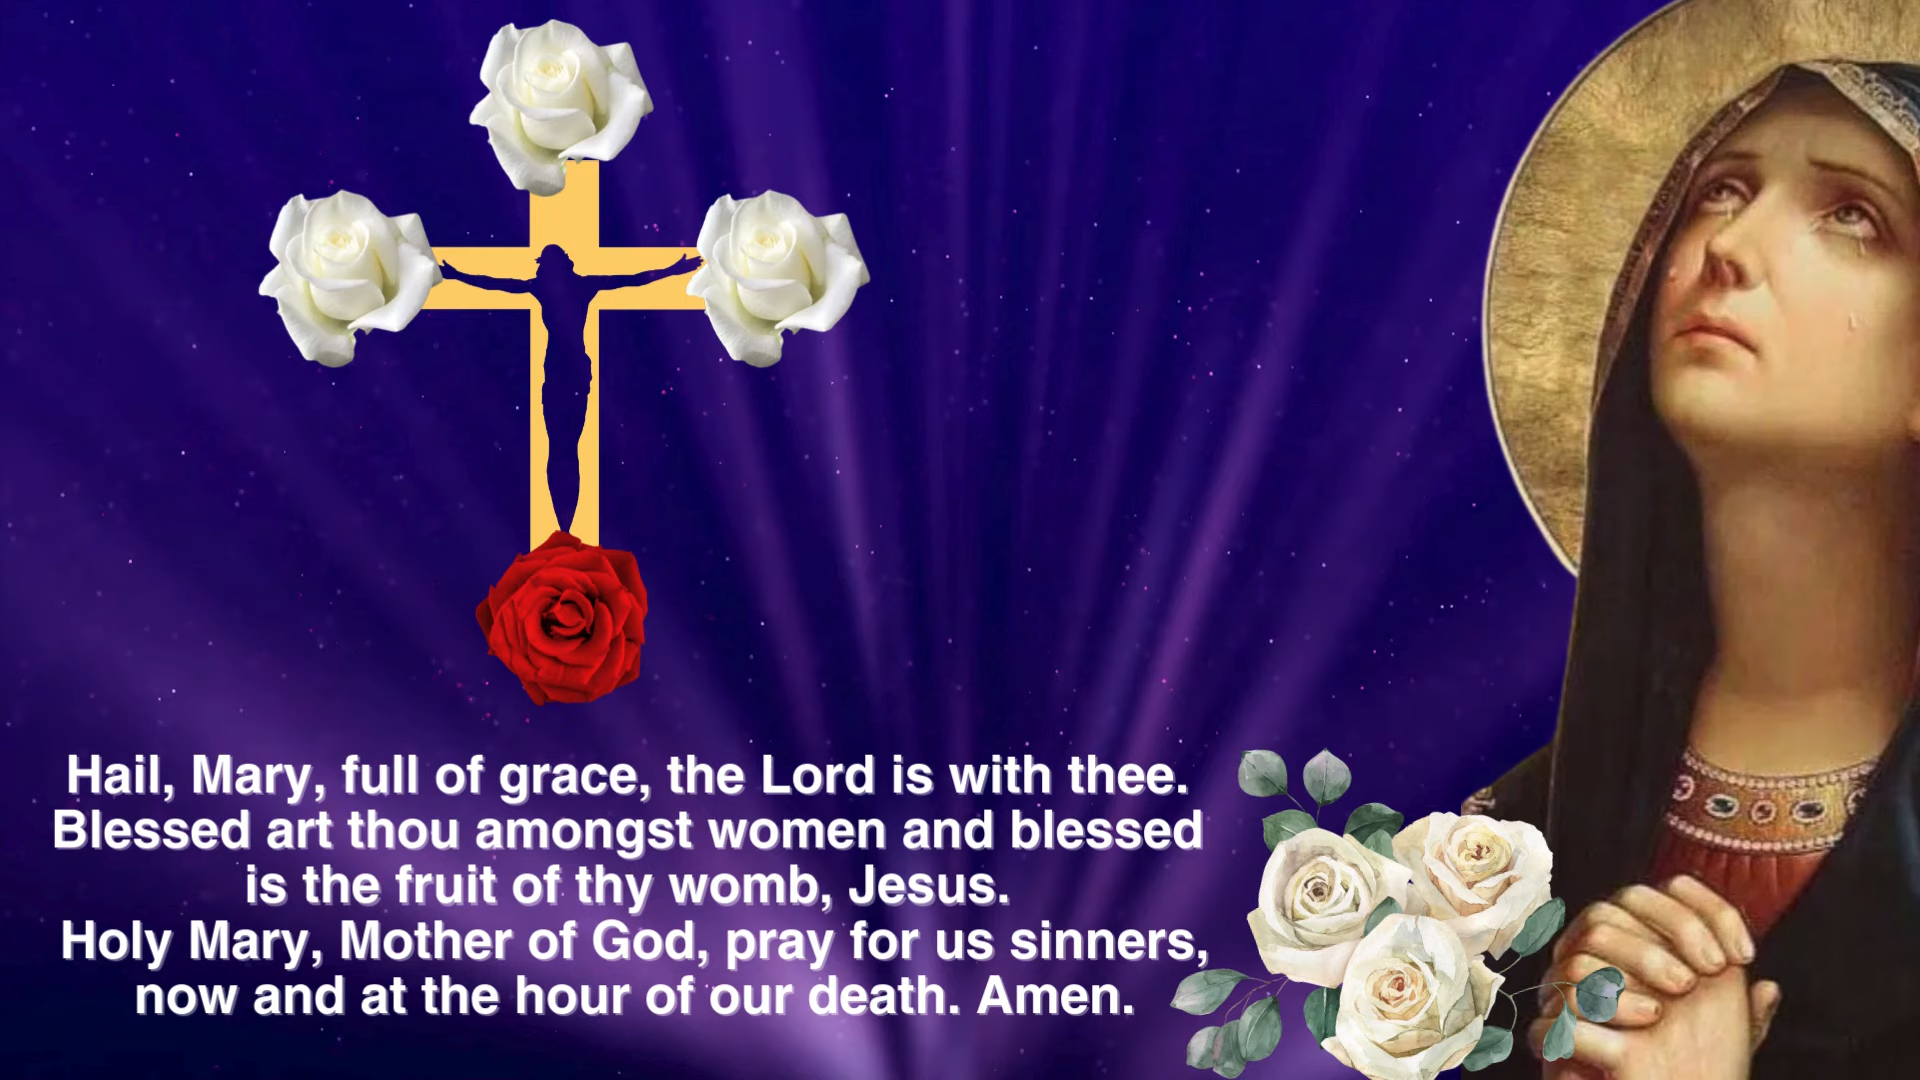 Hail, Mary, full of grace, the Lord is with thee.
Blessed art thou amongst women and blessed
is the fruit of thy womb, Jesus.
Holy Mary, Mother of God, pray for us sinners,
now and at the hour of our death. Amen.